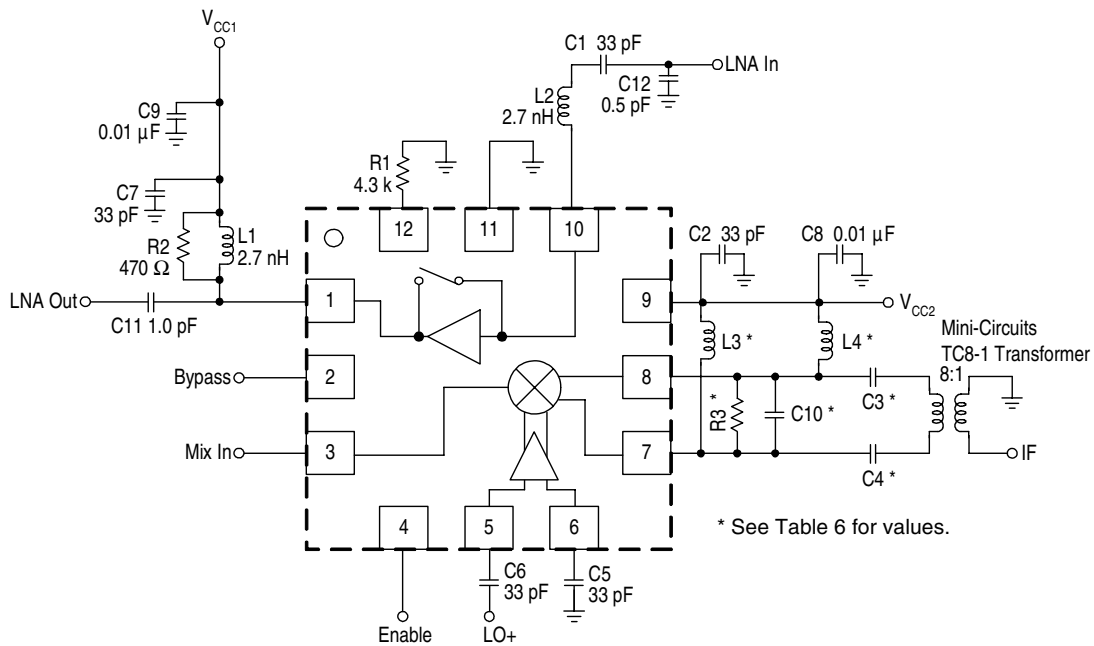 VCC1
C9
0.01 µF
C7
33 pF
R2
470 Ω
L1
2.7 nH
LNA Out
C11 1.0 pF
Bypass
Mix In
R1
4.3 k
L2
2.7 nH
C1 33 pF
C12
0.5 pF
LNA In
12
11
10
1
2
3
4
5
6
9
8
7
C2 33 pF
C8 0.01 µF
VCC2
L3 *
L4 *
R3 *
C10 *
C3 *
C4 *
Mini-Circuits
TC8-1 Transformer
8:1
IF
* See Table 6 for values.
C6
33 pF
C5
33 pF
Enable
LO+